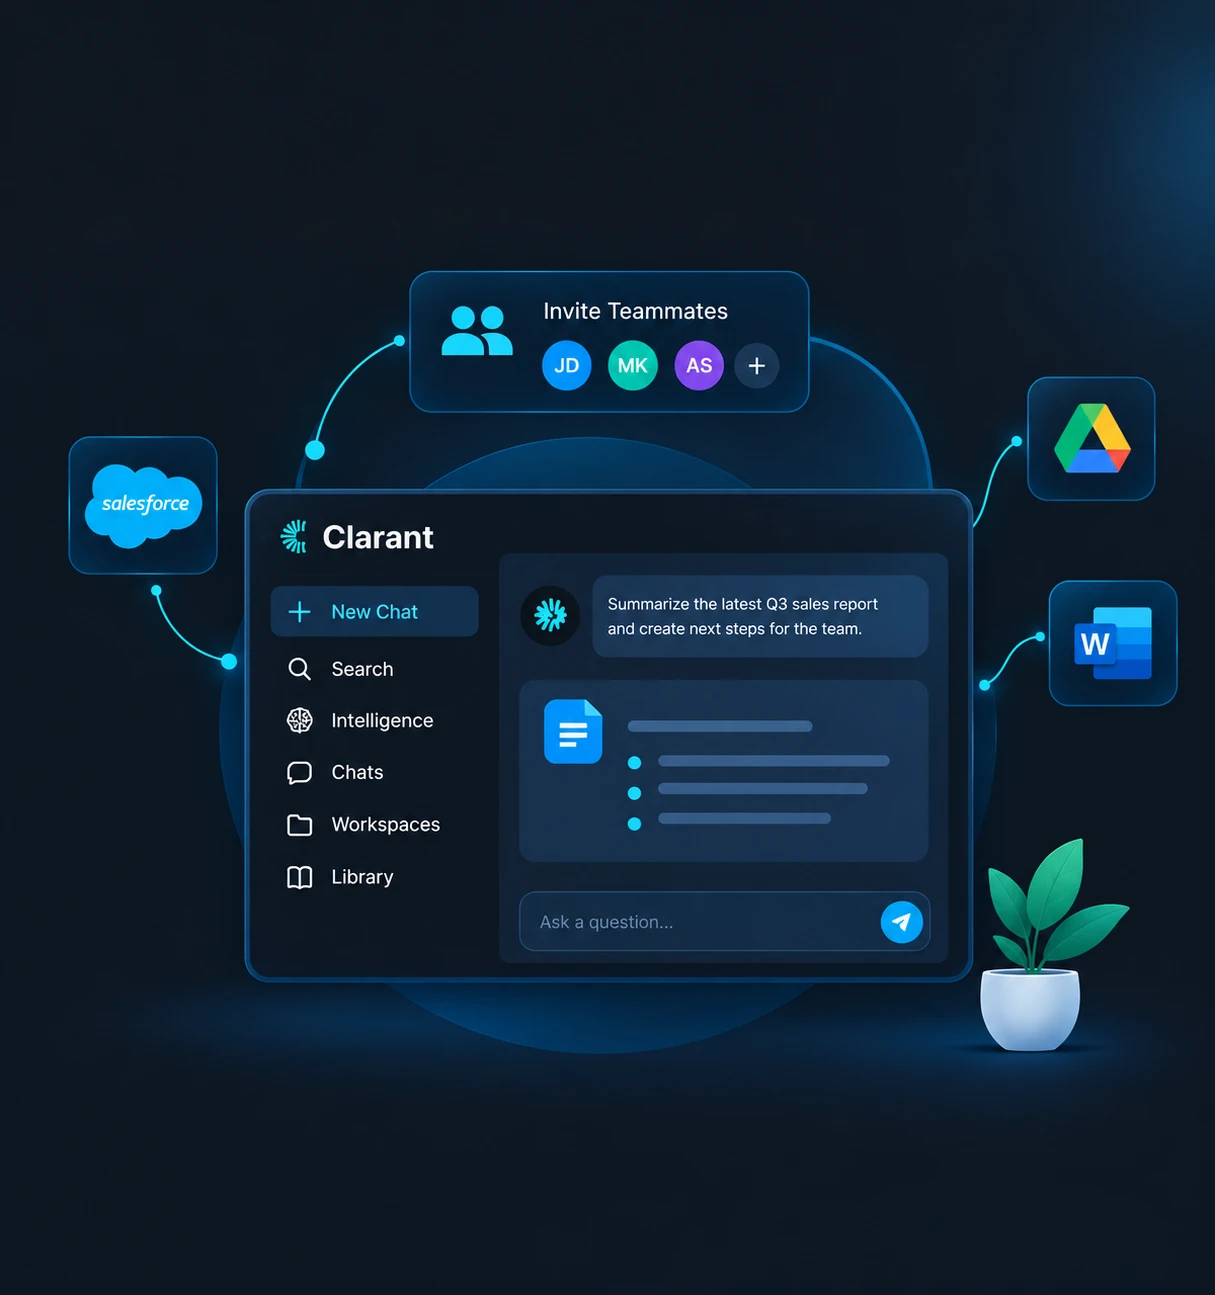 Invite Teammates
JD
MK
AS
salesforce
Clarant
New Chat
Search
Intelligence
Chats
Workspaces
Library
Summarize the latest Q3 sales report
and create next steps for the team.
Ask a question...
W